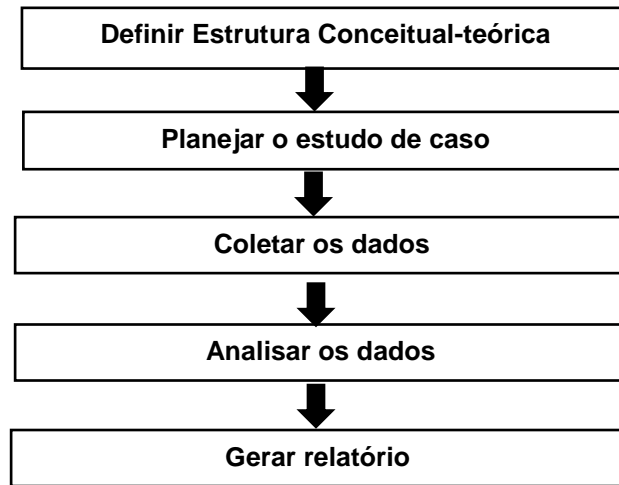 Definir Estrutura Conceitual-teórica
Planejar o estudo de caso
Coletar os dados
Analisar os dados
Gerar relatório